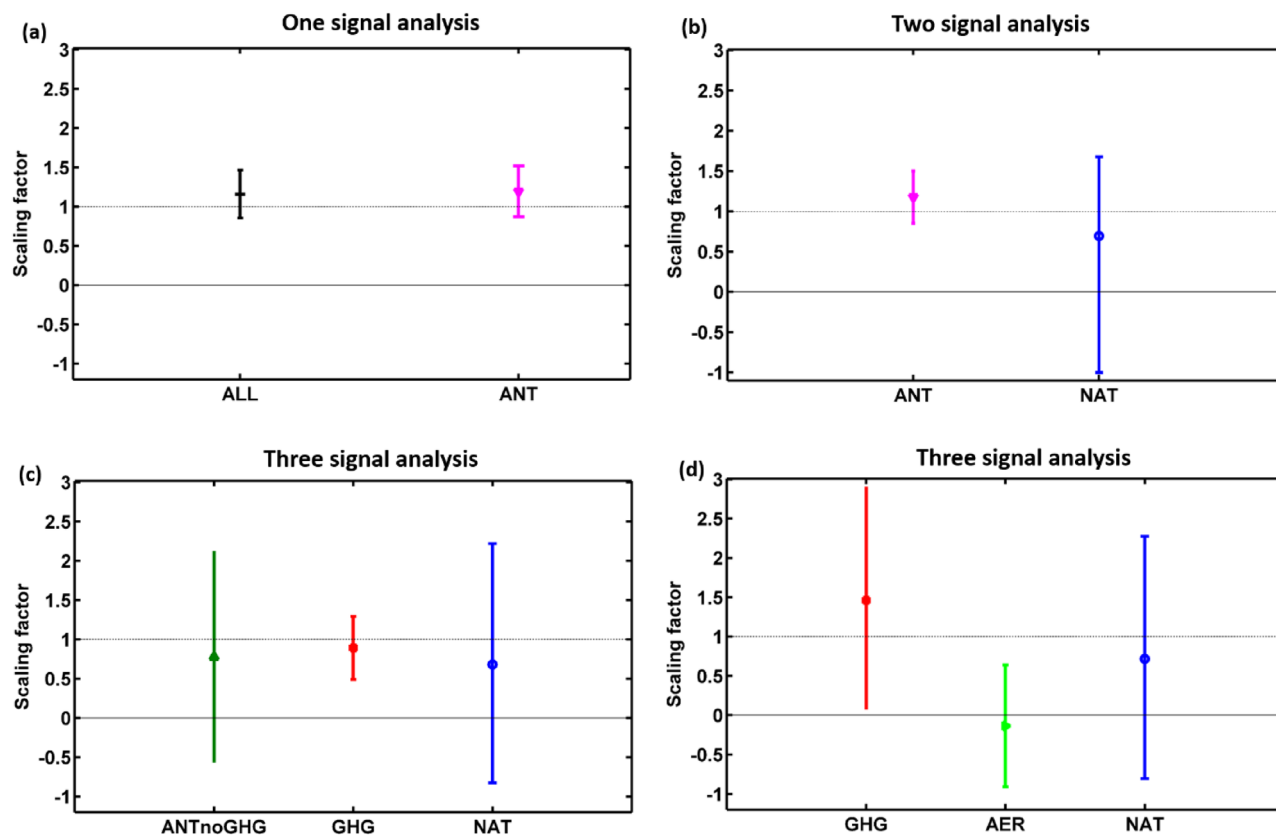 (a)
One signal analysis
Scaling factor
3
2.5
2
1.5
1
0.5
0
-0.5
-1
ALL ANT
(b)
Two signal analysis
Scaling factor
3
2.5
2
1.5
1
0.5
0
-0.5
-1
ANT NAT
(c)
Three signal analysis
Scaling factor
3
2.5
2
1.5
1
0.5
0
-0.5
-1
ANTnoGHG GHG NAT
(d)
Three signal analysis
Scaling factor
3
2.5
2
1.5
1
0.5
0
-0.5
-1
GHG AER NAT